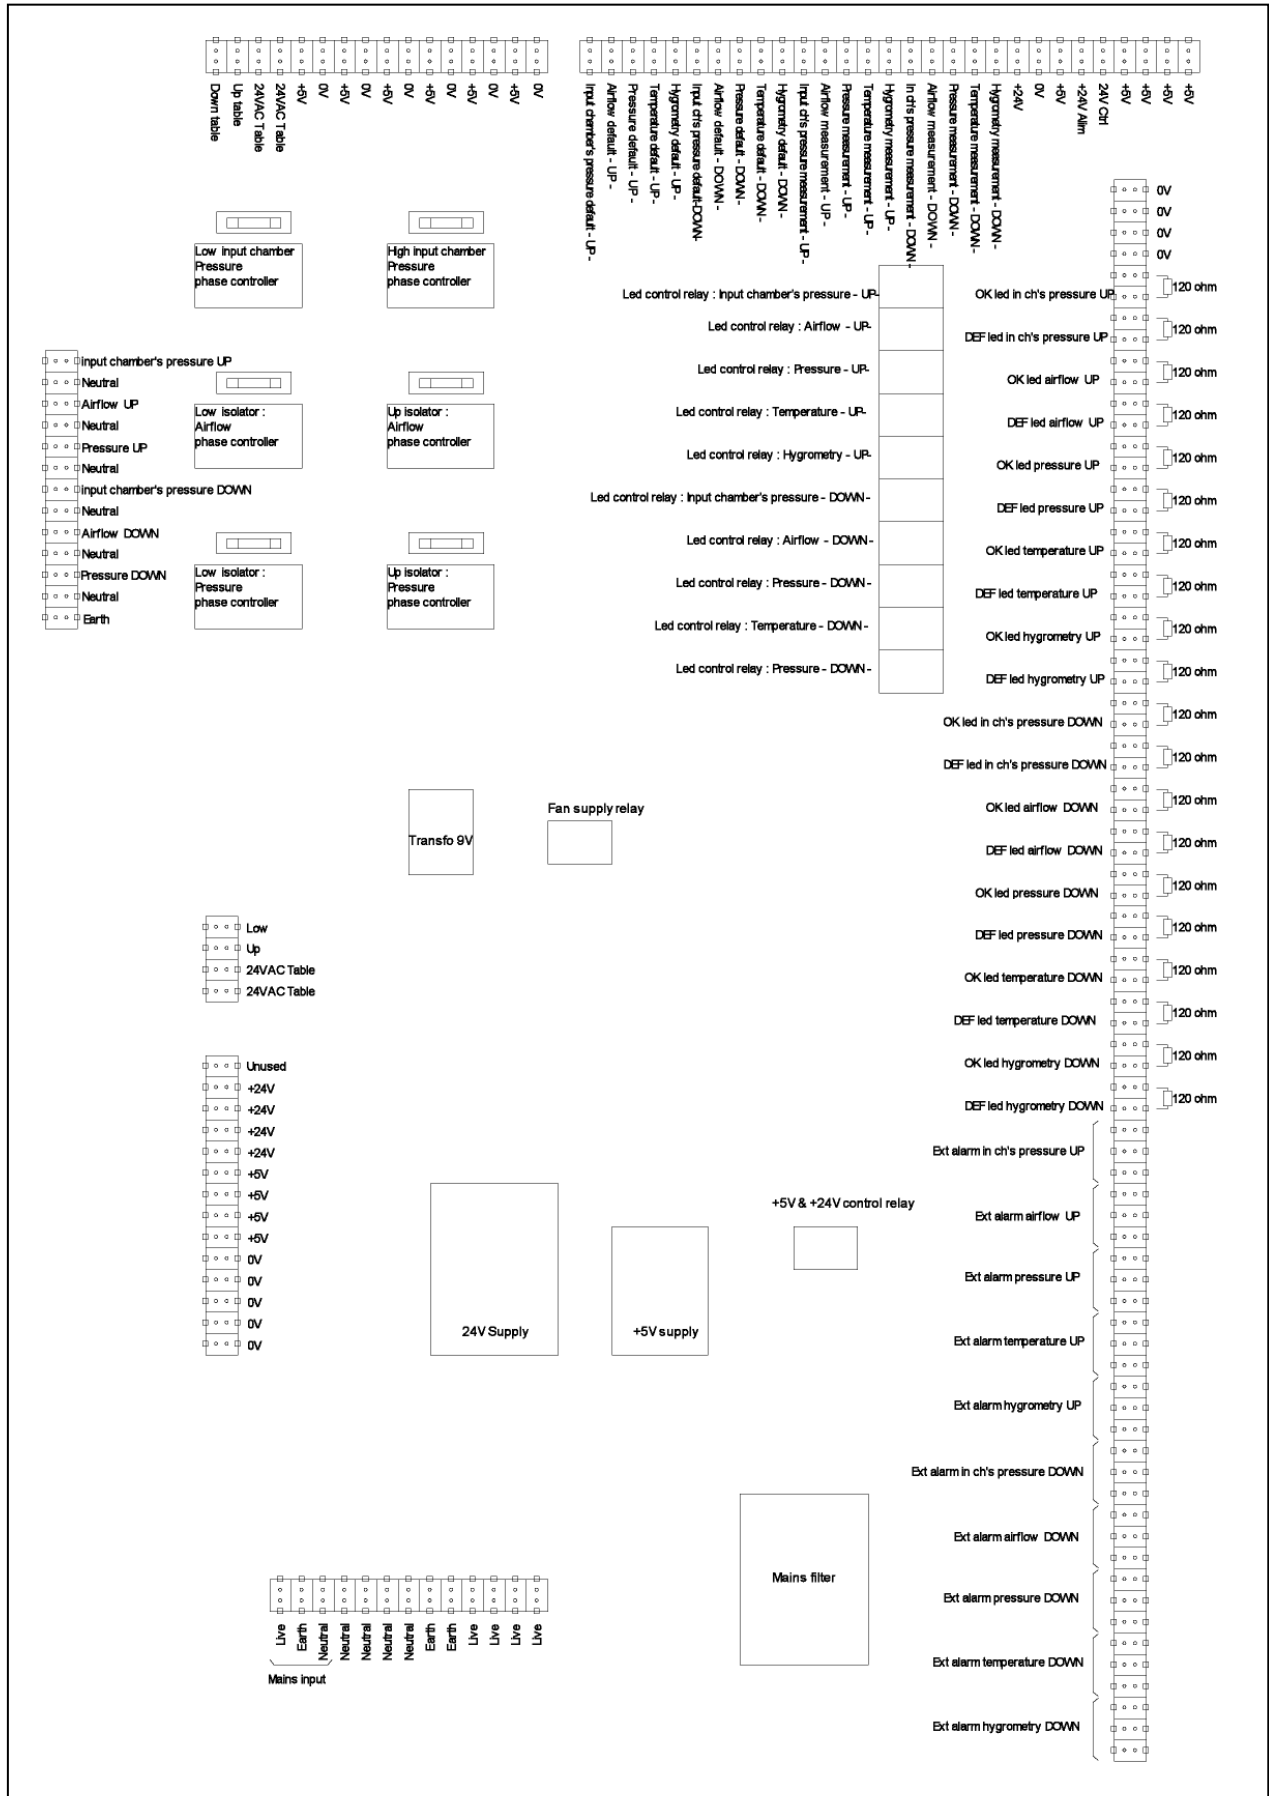 Down table
Up table
24VAC Table
24VAC Table
+5V
0V
+5V
0V
+5V
0V
+5V
0V
+5V
0V
+5V
0V
Input chamber's pressure default - UP -
Airflow default - UP -
Pressure default - UP -
Temperature default - UP -
Hygrometry default - UP -
Input ch's pressure default-DOWN-
Airflow default - DOWN -
Pressure default - DOWN -
Temperature default - DOWN -
Hygrometry default - DOWN -
Input ch's pressure measurement - UP -
Airflow measurement - UP -
Pressure measurement - UP -
Temperature measurement - UP -
Hygrometry measurement - UP -
In ch's pressure measurement - DOWN -
Airflow measurement - DOWN -
Pressure measurement - DOWN -
Temperature measurement - DOWN -
Hygrometry measurement - DOWN -
+24V
0V
+5V
+24V Alim
24V Ctrl
+5V
+5V
+5V
+5V
0V
0V
0V
0V
Low input chamber
Pressure
phase controller
High input chamber
Pressure
phase controller
Low isolator :
Airflow
phase controller
Up isolator :
Airflow
phase controller
Low isolator :
Pressure
phase controller
Up isolator :
Pressure
phase controller
input chamber's pressure UP
Neutral
Airflow UP
Neutral
Pressure UP
Neutral
input chamber's pressure DOWN
Neutral
Airflow DOWN
Neutral
Pressure DOWN
Neutral
Earth
Led control relay : Input chamber's pressure - UP-
Led control relay : Airflow - UP-
Led control relay : Pressure - UP-
Led control relay : Temperature - UP-
Led control relay : Hygrometry - UP-
Led control relay : Input chamber's pressure - DOWN -
Led control relay : Airflow - DOWN -
Led control relay : Pressure - DOWN -
Led control relay : Temperature - DOWN -
Led control relay : Pressure - DOWN -
OK led in ch's pressure UP
120 ohm
DEF led in ch's pressure UP
120 ohm
OK led airflow UP
120 ohm
DEF led airflow UP
120 ohm
OK led pressure UP
120 ohm
DEF led pressure UP
120 ohm
OK led temperature UP
120 ohm
DEF led temperature UP
120 ohm
OK led hygrometry UP
120 ohm
DEF led hygrometry UP
120 ohm
OK led in ch's pressure DOWN
120 ohm
DEF led in ch's pressure DOWN
120 ohm
OK led airflow DOWN
120 ohm
DEF led airflow DOWN
120 ohm
OK led pressure DOWN
120 ohm
DEF led pressure DOWN
120 ohm
OK led temperature DOWN
120 ohm
DEF led temperature DOWN
120 ohm
OK led hygrometry DOWN
120 ohm
DEF led hygrometry DOWN
120 ohm
Transfo 9V
Fan supply relay
Low
Up
24VAC Table
24VAC Table
Unused
+24V
+24V
+24V
+24V
+5V
+5V
+5V
+5V
0V
0V
0V
0V
0V
24V Supply
+5V supply
+5V & +24V control relay
Ext alarm in ch's pressure UP
Ext alarm airflow UP
Ext alarm pressure UP
Ext alarm temperature UP
Ext alarm hygrometry UP
Ext alarm in ch's pressure DOWN
Ext alarm airflow DOWN
Ext alarm pressure DOWN
Ext alarm temperature DOWN
Ext alarm hygrometry DOWN
Mains filter
Live
Earth
Neutral
Neutral
Neutral
Neutral
Neutral
Earth
Earth
Live
Live
Live
Live
Mains input